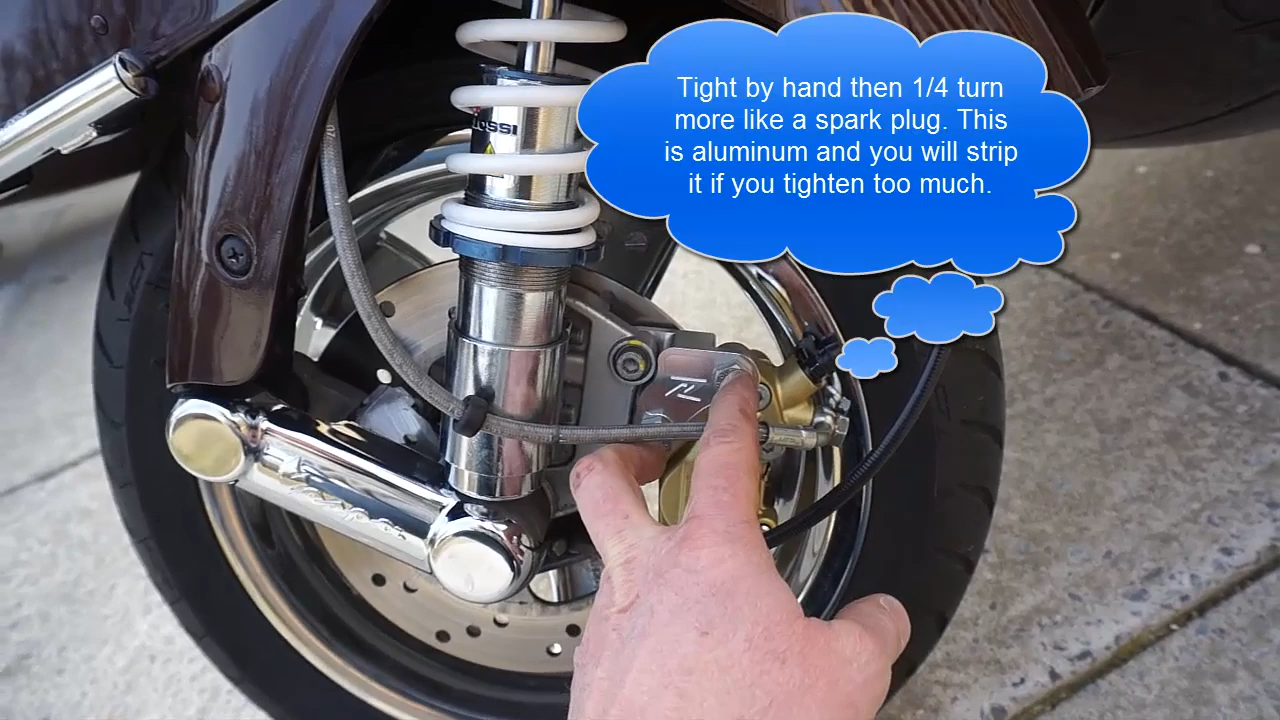 Tight by hand then 1/4 turn
more like a spark plug. This
is aluminum and you will strip
it if you tighten too much.